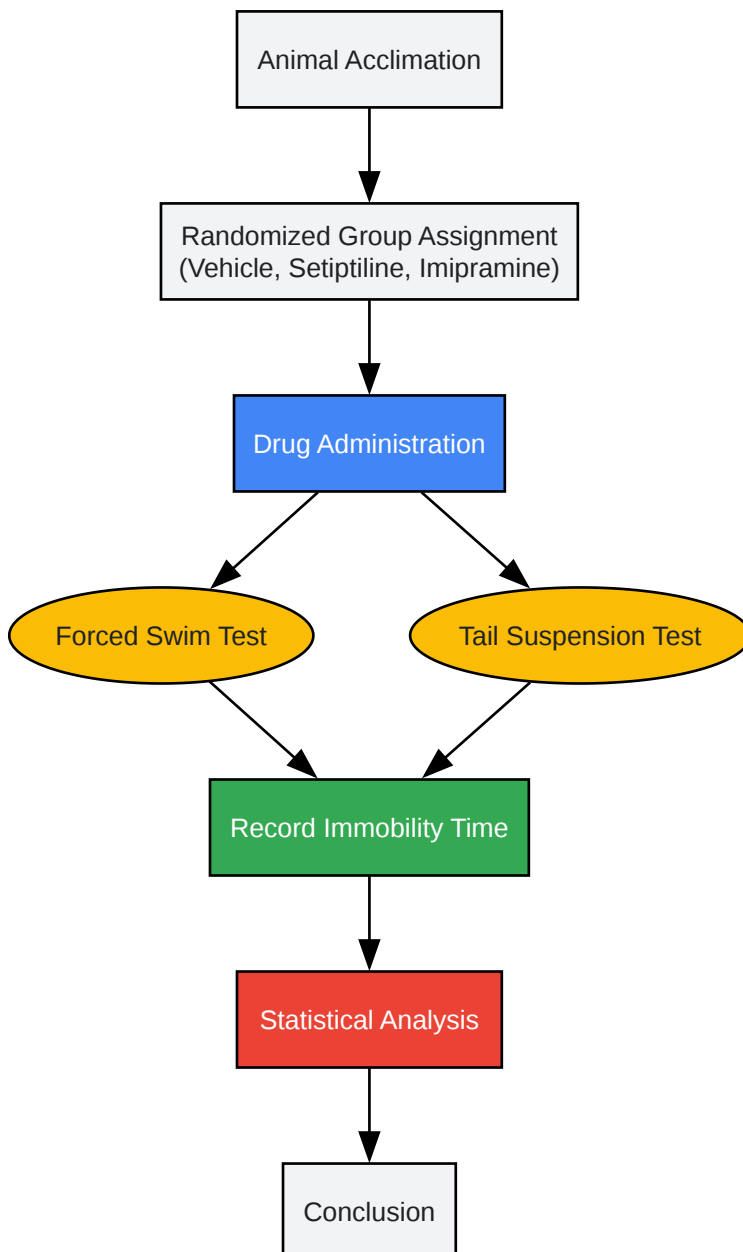 Animal Acclimation
Randomized Group Assignment
(Vehicle, Setiptiline, Imipramine)
Drug Administration
Forced Swim Test
Tail Suspension Test
Record Immobility Time
Statistical Analysis
Conclusion